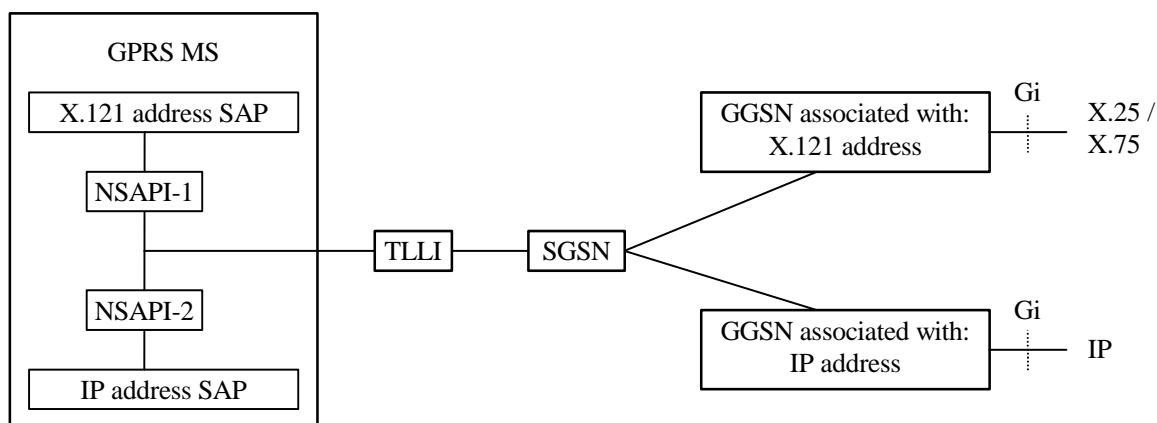 GPRS MS
X.121 address SAP
NSAPI-1
NSAPI-2
IP address SAP
TLLI
SGSN
GGSN associated with:
X.121 address
Gi
X.25 /
X.75
GGSN associated with:
IP address
Gi
IP